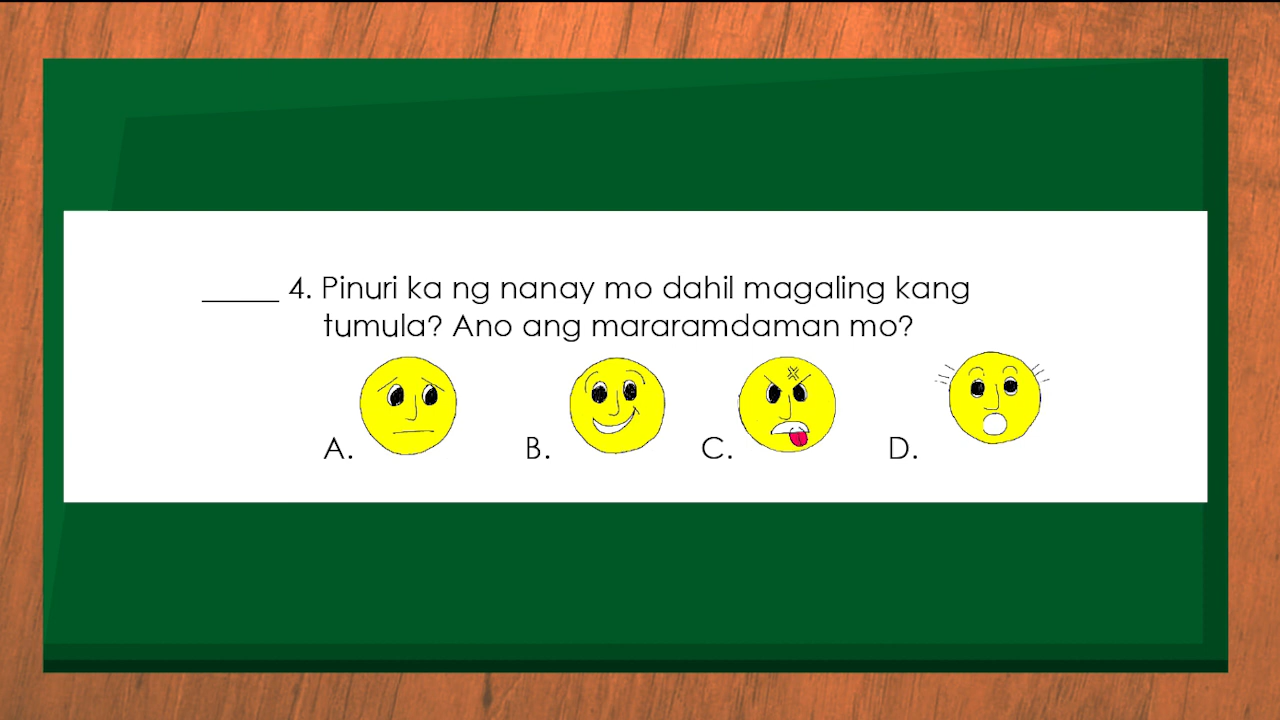 _____ 4. Pinuri ka ng nanay mo dahil magaling kang
tumula? Ano ang mararamdaman mo?
A. B. C. D.